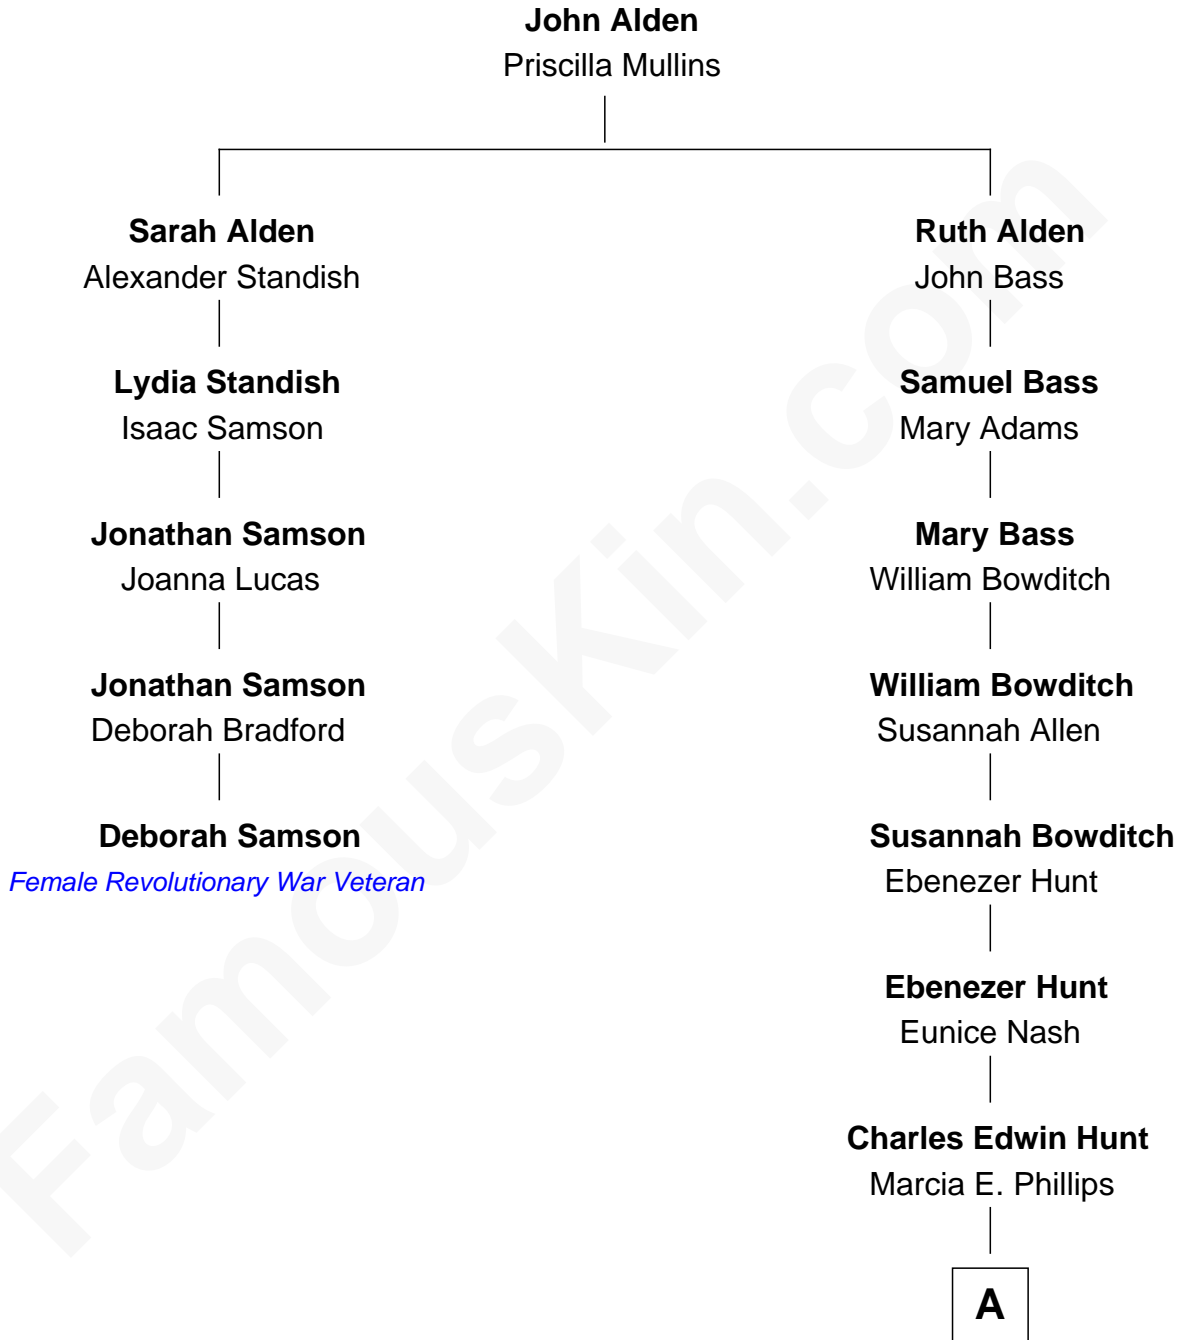 John Alden
Priscilla Mullins
Sarah Alden
Alexander Standish
Lydia Standish
Isaac Samson
Jonathan Samson
Joanna Lucas
Jonathan Samson
Deborah Bradford
Deborah Samson
Female Revolutionary War Veteran
Ruth Alden
John Bass
Samuel Bass
Mary Adams
Mary Bass
William Bowditch
William Bowditch
Susannah Allen
Susannah Bowditch
Ebenezer Hunt
Ebenezer Hunt
Eunice Nash
Charles Edwin Hunt
Marcia E. Phillips
A
FamousKin.com